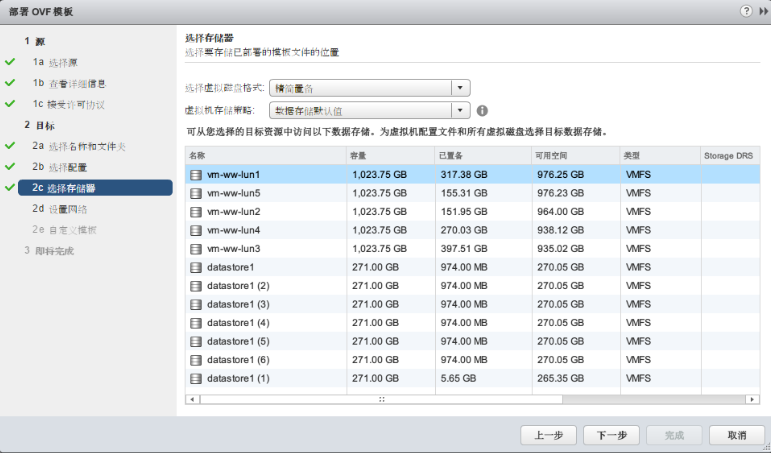 部署 OVF 模板
1 源
1a 选择源
1b 查看详细信息
1c 接受许可协议
2 目标
2a 选择名称和文件夹
2b 选择配置
2c 选择存储器
2d 设置网络
2e 自定义模板
3 即将完成
选择存储器
选择要存储已部署的模板文件的位置
选择虚拟磁盘格式: 精简置备
虚拟机存储策略: 数据存储默认值
可从您选择的目标资源中访问以下数据存储。为虚拟机配置文件和所有虚拟磁盘选择目标数据存储。
名称 容量 已置备 可用空间 类型 Storage DRS
vm-ww-lun1 1,023.75 GB 317.38 GB 976.25 GB VMFS
vm-ww-lun5 1,023.75 GB 155.31 GB 976.23 GB VMFS
vm-ww-lun2 1,023.75 GB 151.95 GB 964.00 GB VMFS
vm-ww-lun4 1,023.75 GB 270.03 GB 938.12 GB VMFS
vm-ww-lun3 1,023.75 GB 397.51 GB 935.02 GB VMFS
datastore1 271.00 GB 974.00 MB 270.05 GB VMFS
datastore1 (2) 271.00 GB 974.00 MB 270.05 GB VMFS
datastore1 (3) 271.00 GB 974.00 MB 270.05 GB VMFS
datastore1 (4) 271.00 GB 974.00 MB 270.05 GB VMFS
datastore1 (5) 271.00 GB 974.00 MB 270.05 GB VMFS
datastore1 (6) 271.00 GB 974.00 MB 270.05 GB VMFS
datastore1 (1) 271.00 GB 5.65 GB 265.35 GB VMFS
上一步 下一步 完成 取消